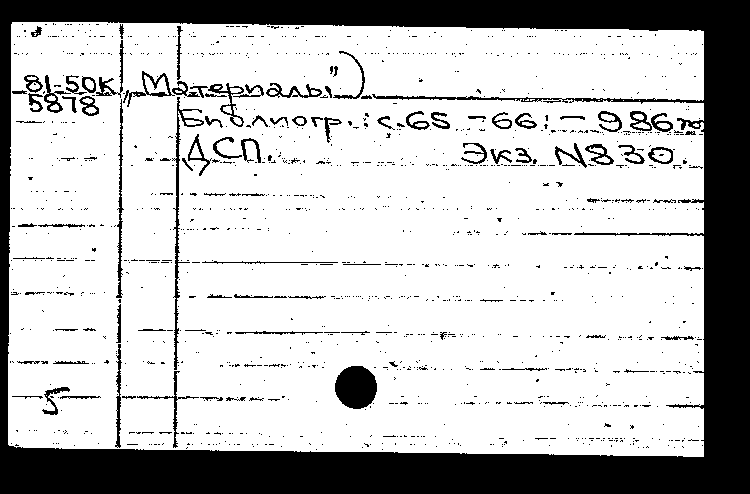 81-50К „Материалы")
5878
Библиогр.: с.65-66. – 986
ДСП. Экз. N830.
5